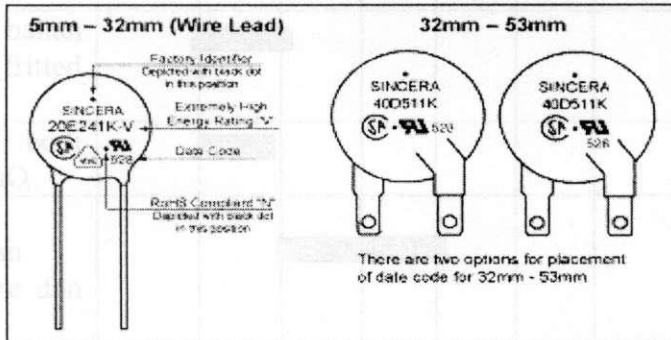 5mm – 32mm (Wire Lead)
Factory Identifier
Depicted with black dot
in this position
SINCERA
20E241K-V
Extremely High
Energy Rating "V"
528
Date Code
RoHS Compliant "N"
Depicted with black dot
in this position
32mm – 53mm
SINCERA
40D511K
528
SINCERA
40D511K
528
There are two options for placement
of date code for 32mm - 53mm